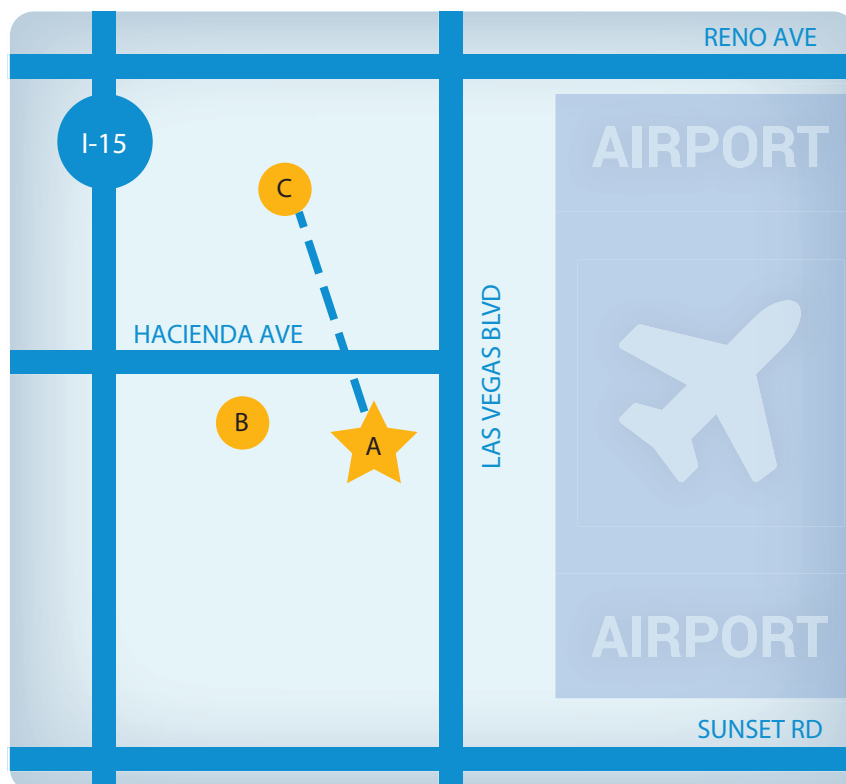 RENO AVE
AIRPORT
I-15
C
LAS VEGAS BLVD
HACIENDA AVE
B
A
AIRPORT
SUNSET RD